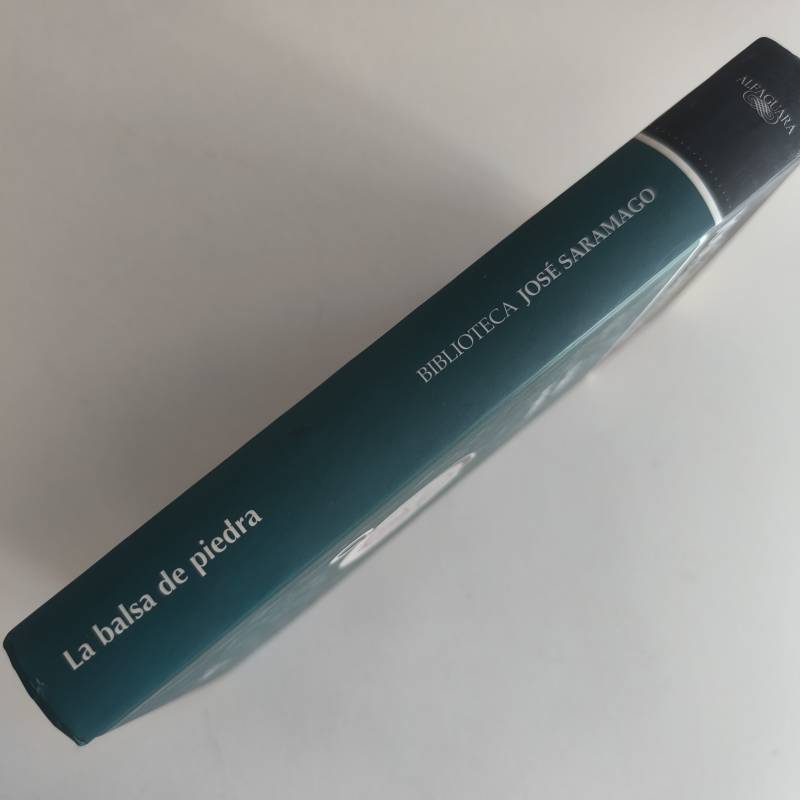 La balsa de piedra
BIBLIOTECA JOSÉ SARAMAGO
ALFAGUARA